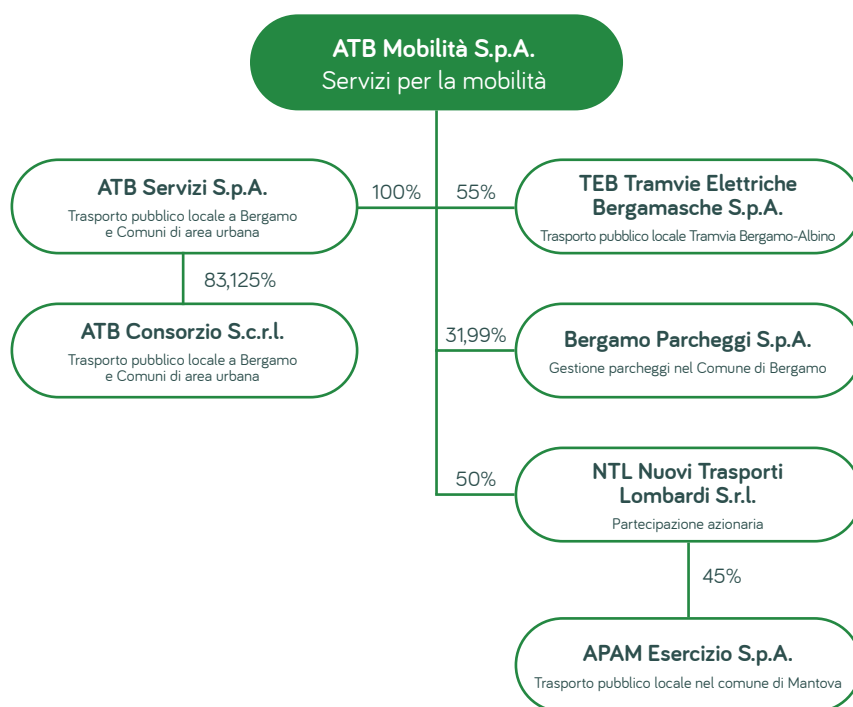 ATB Mobilità S.p.A.
Servizi per la mobilità
ATB Servizi S.p.A.
Trasporto pubblico locale a Bergamo
e Comuni di area urbana
100%
55%
TEB Tramvie Elettriche
Bergamasche S.p.A.
Trasporto pubblico locale Tramvia Bergamo-Albino
83,125%
ATB Consorzio S.c.r.l.
Trasporto pubblico locale a Bergamo
e Comuni di area urbana
31,99%
Bergamo Parcheggi S.p.A.
Gestione parcheggi nel Comune di Bergamo
50%
NTL Nuovi Trasporti
Lombardi S.r.l.
Partecipazione azionaria
45%
APAM Esercizio S.p.A.
Trasporto pubblico locale nel comune di Mantova